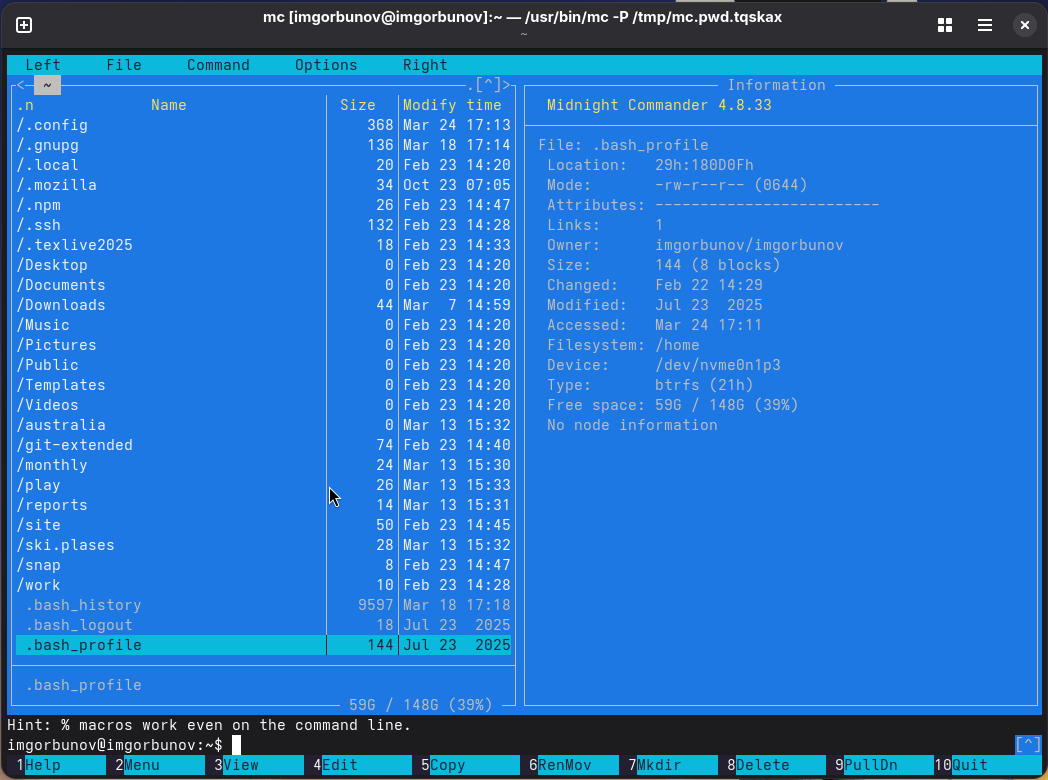 mc [imgorbunov@imgorbunov]:~ — /usr/bin/mc -P /tmp/mc.pwd.tqskax
~
Left File Command Options Right
<─ ~ ─.[^]>
.n Name Size Modify time
/.config 368 Mar 24 17:13
/.gnupg 136 Mar 18 17:14
/.local 20 Feb 23 14:20
/.mozilla 34 Oct 23 07:05
/.npm 26 Feb 23 14:47
/.ssh 132 Feb 23 14:28
/.texlive2025 18 Feb 23 14:33
/Desktop 0 Feb 23 14:20
/Documents 0 Feb 23 14:20
/Downloads 44 Mar 7 14:59
/Music 0 Feb 23 14:20
/Pictures 0 Feb 23 14:20
/Public 0 Feb 23 14:20
/Templates 0 Feb 23 14:20
/Videos 0 Feb 23 14:20
/australia 0 Mar 13 15:32
/git-extended 74 Feb 23 14:40
/monthly 24 Mar 13 15:30
/play 26 Mar 13 15:33
/reports 14 Mar 13 15:31
/site 50 Feb 23 14:45
/ski.plases 28 Mar 13 15:32
/snap 8 Feb 23 14:47
/work 10 Feb 23 14:28
.bash_history 9597 Mar 18 17:18
.bash_logout 18 Jul 23 2025
.bash_profile 144 Jul 23 2025
.bash_profile
59G / 148G (39%)
Information
Midnight Commander 4.8.33
File: .bash_profile
Location: 29h:180D0Fh
Mode: -rw-r--r-- (0644)
Attributes: -------------------------
Links: 1
Owner: imgorbunov/imgorbunov
Size: 144 (8 blocks)
Changed: Feb 22 14:29
Modified: Jul 23 2025
Accessed: Mar 24 17:11
Filesystem: /home
Device: /dev/nvme0n1p3
Type: btrfs (21h)
Free space: 59G / 148G (39%)
No node information
Hint: % macros work even on the command line.
imgorbunov@imgorbunov:~$ [^]
1Help 2Menu 3View 4Edit 5Copy 6RenMov 7Mkdir 8Delete 9PullDn 10Quit